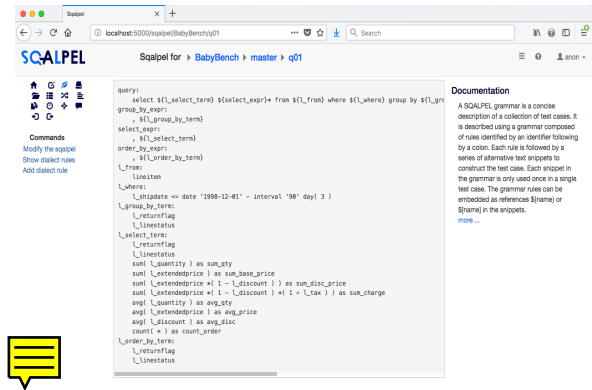 Sqalpel
localhost:5000/sqalpel/BabyBench/q01
Search
SQALPEL
Sqalpel for BabyBench master q01
anon
Commands
Modify the sqalpel
Show dialect rules
Add dialect rule
query:
select ${l_select_term} ${select_expr}* from ${l_from} where ${l_where} group by ${l_gro
group_by_expr:
, ${l_group_by_term}
select_expr:
, ${l_select_term}
order_by_expr:
, ${l_order_by_term}
l_from:
lineitem
l_where:
l_shipdate <= date '1998-12-01' - interval '90' day( 3 )
l_group_by_term:
l_returnflag
l_linestatus
l_select_term:
l_returnflag
l_linestatus
sum( l_quantity ) as sum_qty
sum( l_extendedprice ) as sum_base_price
sum( l_extendedprice *( 1 - l_discount ) ) as sum_disc_price
sum( l_extendedprice *( 1 - l_discount ) *( 1 + l_tax ) ) as sum_charge
avg( l_quantity ) as avg_qty
avg( l_extendedprice ) as avg_price
avg( l_discount ) as avg_disc
count( * ) as count_order
l_order_by_term:
l_returnflag
l_linestatus
Documentation
A SQALPEL grammar is a concise
description of a collection of test cases. It
is described using a grammar composed
of rules identified by an identifier following
by a colon. Each rule is followed by a
series of alternative text snippets to
construct the test case. Each snippet in
the grammar is only used once in a single
test case. The grammar rules can be
embedded as references ${name} or
$[name] in the snippets.
more ...